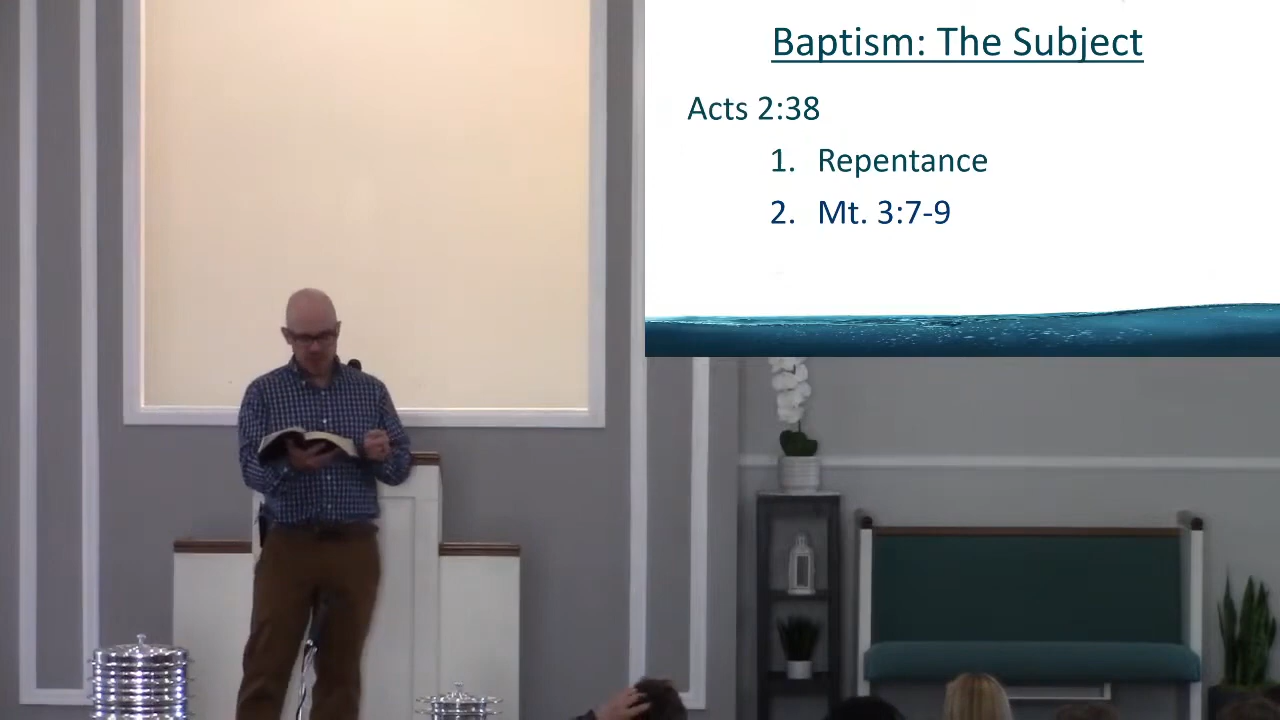 Baptism: The Subject
Acts 2:38
1. Repentance
2. Mt. 3:7-9